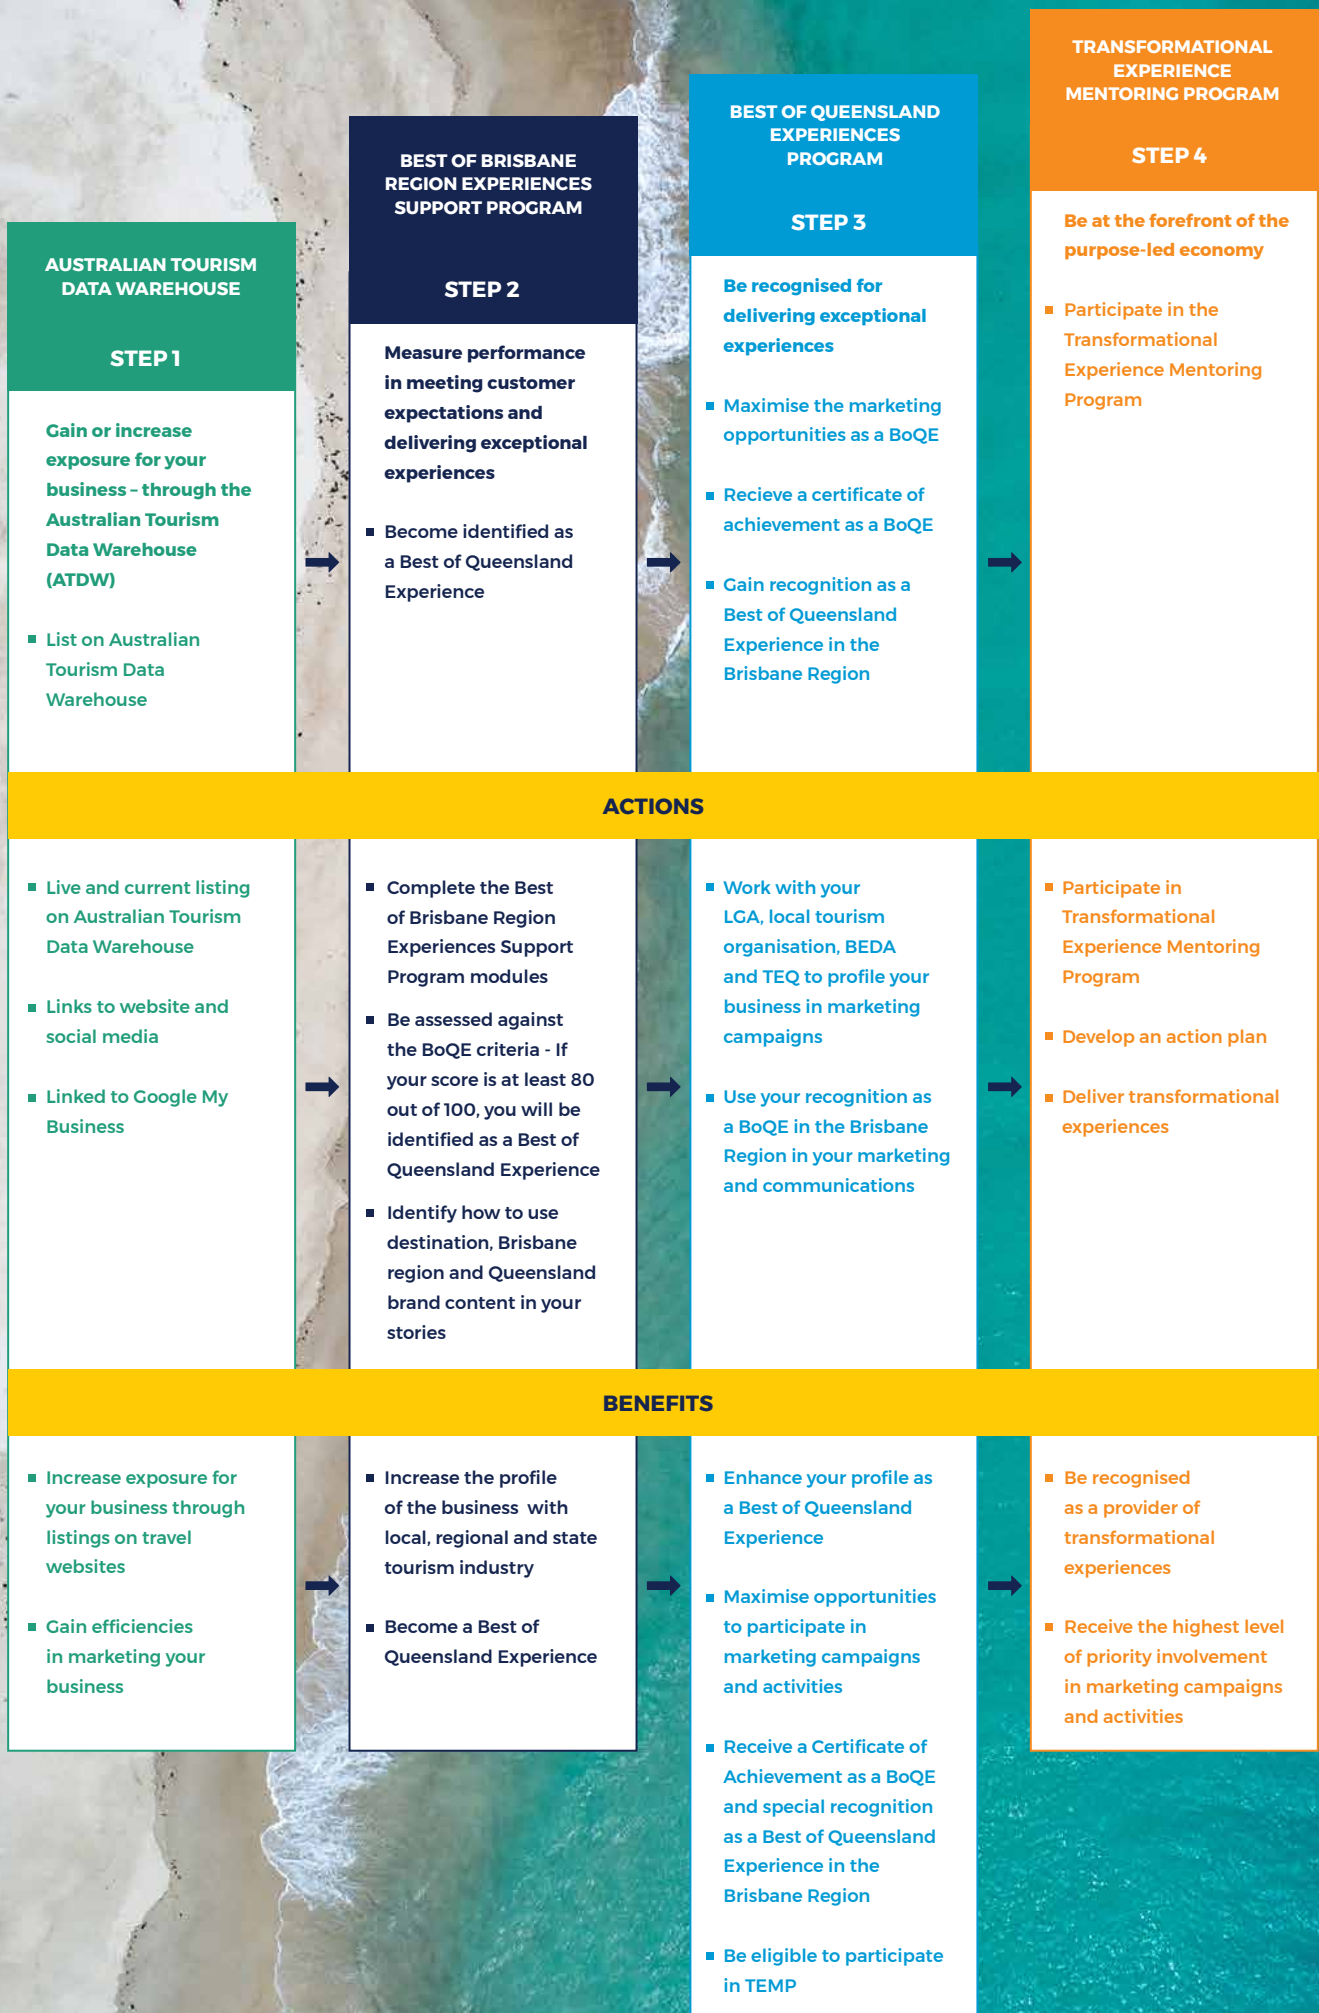 AUSTRALIAN TOURISM
DATA WAREHOUSE
STEP 1
Gain or increase
exposure for your
business – through the
Australian Tourism
Data Warehouse
(ATDW)
List on Australian
Tourism Data
Warehouse
BEST OF BRISBANE
REGION EXPERIENCES
SUPPORT PROGRAM
STEP 2
Measure performance
in meeting customer
expectations and
delivering exceptional
experiences
Become identified as
a Best of Queensland
Experience
BEST OF QUEENSLAND
EXPERIENCES
PROGRAM
STEP 3
Be recognised for
delivering exceptional
experiences
Maximise the marketing
opportunities as a BoQE
Recieve a certificate of
achievement as a BoQE
Gain recognition as a
Best of Queensland
Experience in the
Brisbane Region
TRANSFORMATIONAL
EXPERIENCE
MENTORING PROGRAM
STEP 4
Be at the forefront of the
purpose-led economy
Participate in the
Transformational
Experience Mentoring
Program
ACTIONS
Live and current listing
on Australian Tourism
Data Warehouse
Links to website and
social media
Linked to Google My
Business
Complete the Best
of Brisbane Region
Experiences Support
Program modules
Be assessed against
the BoQE criteria - If
your score is at least 80
out of 100, you will be
identified as a Best of
Queensland Experience
Identify how to use
destination, Brisbane
region and Queensland
brand content in your
stories
Work with your
LGA, local tourism
organisation, BEDA
and TEQ to profile your
business in marketing
campaigns
Use your recognition as
a BoQE in the Brisbane
Region in your marketing
and communications
Participate in
Transformational
Experience Mentoring
Program
Develop an action plan
Deliver transformational
experiences
BENEFITS
Increase exposure for
your business through
listings on travel
websites
Gain efficiencies
in marketing your
business
Increase the profile
of the business with
local, regional and state
tourism industry
Become a Best of
Queensland Experience
Enhance your profile as
a Best of Queensland
Experience
Maximise opportunities
to participate in
marketing campaigns
and activities
Receive a Certificate of
Achievement as a BoQE
and special recognition
as a Best of Queensland
Experience in the
Brisbane Region
Be eligible to participate
in TEMP
Be recognised
as a provider of
transformational
experiences
Receive the highest level
of priority involvement
in marketing campaigns
and activities